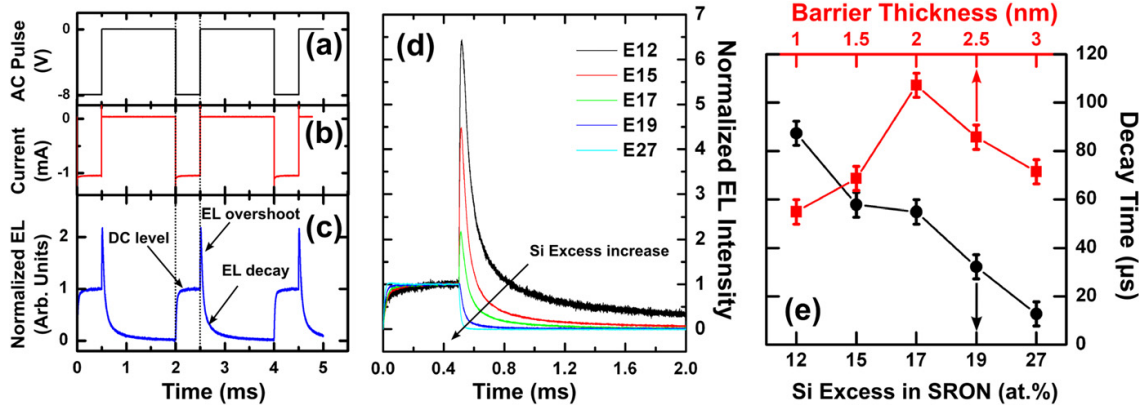 AC Pulse
(V)
0
-8
(a)
Current
(mA)
0
-1
(b)
Normalized EL
(Arb. Units)
2
1
0
(c)
EL overshoot
DC level
EL decay
0 1 2 3 4 5
Time (ms)
(d)
E12
E15
E17
E19
E27
Si Excess increase
0.0 0.4 0.8 1.2 1.6 2.0
Time (ms)
7
6
5
4
3
2
1
0
Normalized EL Intensity
Barrier Thickness (nm)
1 1.5 2 2.5 3
120
100
80
60
40
20
0
Decay Time (µs)
(e)
12 15 17 19 27
Si Excess in SRON (at.%)